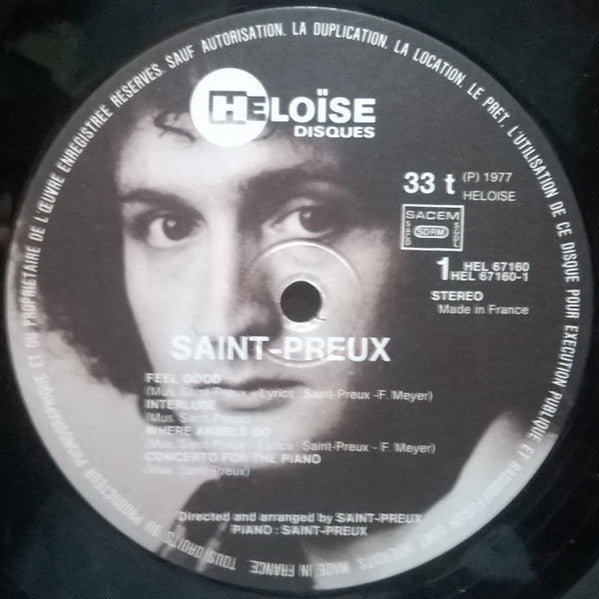 HELOÏSE
DISQUES
33 t
(P) 1977
HELOISE
SACEM
SACD
SDRM
SGDL
1
HEL 67160
HEL 67160-1
STEREO
Made in France
SAINT-PREUX
FEEL GOOD
(Mus. Saint-Preux - Lyrics Saint-Preux - F. Meyer)
INTERLUDE
(Mus. Saint-Preux)
WHERE ANGELS GO
(Mus. Saint-Preux - Lyrics Saint-Preux - F. Meyer)
CONCERTO FOR THE PIANO
(Mus. Saint-Preux)
Directed and arranged by SAINT-PREUX
PIANO : SAINT-PREUX
TOUS DROITS DU PRODUCTEUR PHONOGRAPHIQUE ET DU PROPRIETAIRE DE L'ŒUVRE ENREGISTREE RESERVES. SAUF AUTORISATION, LA DUPLICATION, LA LOCATION, LE PRET, L'UTILISATION DE CE DISQUE POUR EXECUTION PUBLIQUE ET INTERDITS. MADE IN FRANCE.